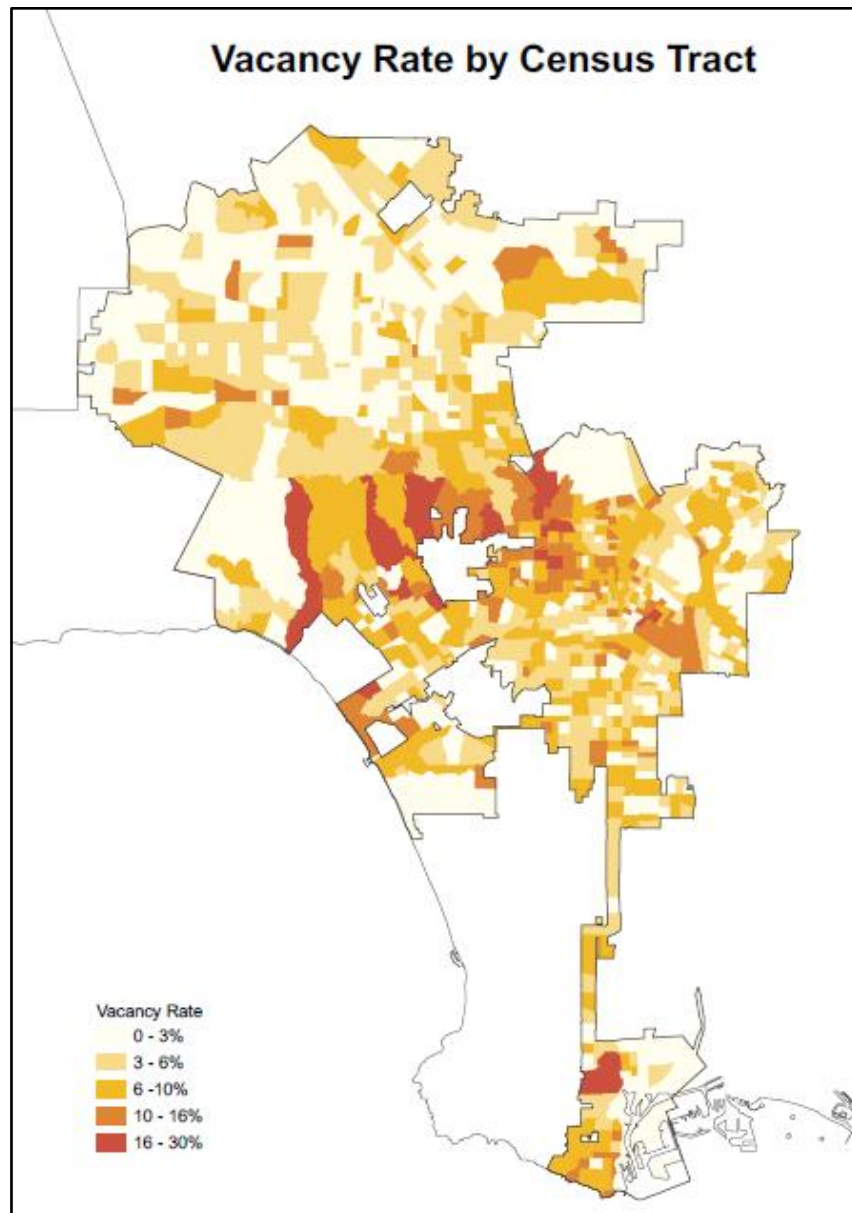 Vacancy Rate by Census Tract
Vacancy Rate
0 - 3%
3 - 6%
6 -10%
10 - 16%
16 - 30%